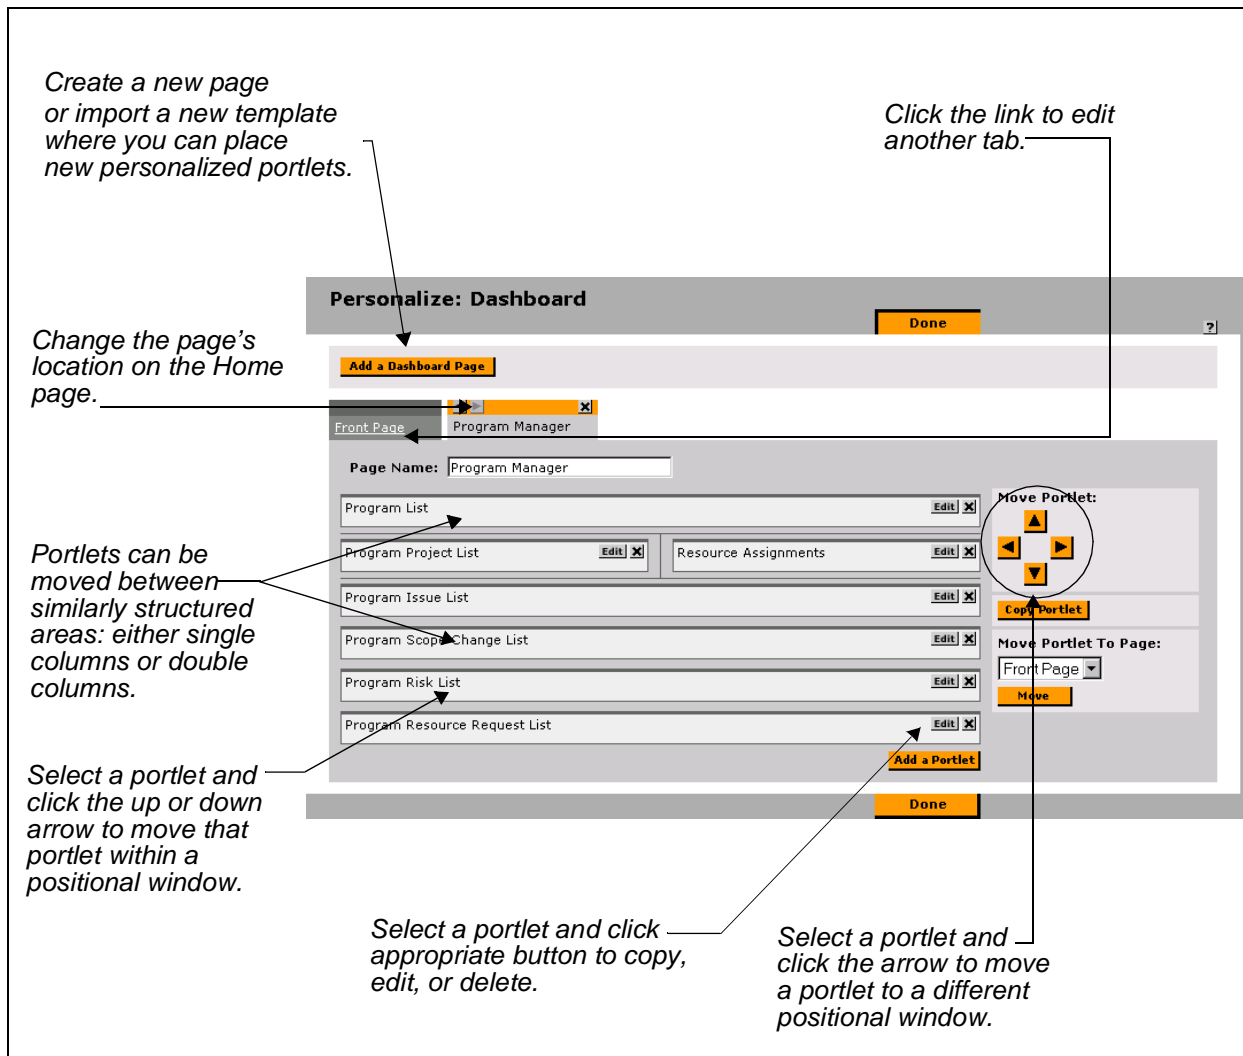 Create a new page
or import a new template
where you can place
new personalized portlets.
Click the link to edit
another tab.
Personalize: Dashboard
Done
?
Change the page's
location on the Home
page.
Add a Dashboard Page
Front Page
Program Manager
Page Name: Program Manager
Program List Edit X
Move Portlet:
Program Project List Edit X
Resource Assignments Edit X
Portlets can be
moved between
similarly structured
areas: either single
columns or double
columns.
Program Issue List Edit X
Copy Portlet
Program Scope Change List Edit X
Move Portlet To Page:
Front Page
Program Risk List Edit X
Move
Program Resource Request List Edit X
Add a Portlet
Done
Select a portlet and
click the up or down
arrow to move that
portlet within a
positional window.
Select a portlet and click
appropriate button to copy,
edit, or delete.
Select a portlet and
click the arrow to move
a portlet to a different
positional window.